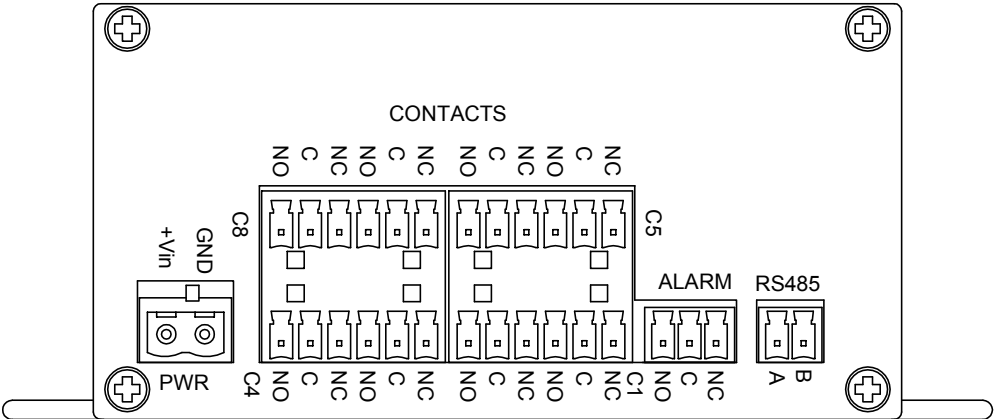 CONTACTS
NO C NC NO C NC NO C NC NO C NC
C8
C5
+Vin
GND
ALARM
RS485
PWR
C4
NO C NC NO C NC NO C NC NO C NC
C1
NO C NC
A B